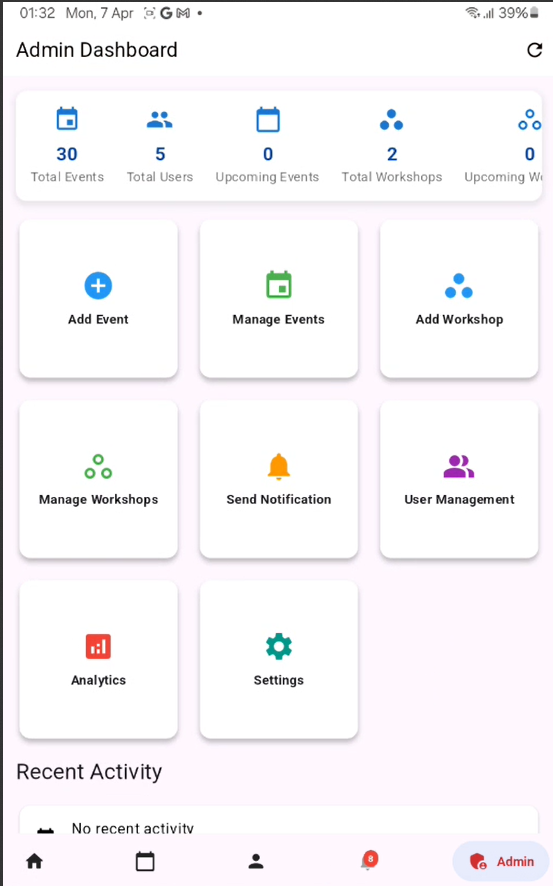 01:32 Mon, 7 Apr G M • 39%
Admin Dashboard
30 5 0 2 0
Total Events Total Users Upcoming Events Total Workshops Upcoming Wo
Add Event Manage Events Add Workshop
Manage Workshops Send Notification User Management
Analytics Settings
Recent Activity
No recent activity
8 Admin